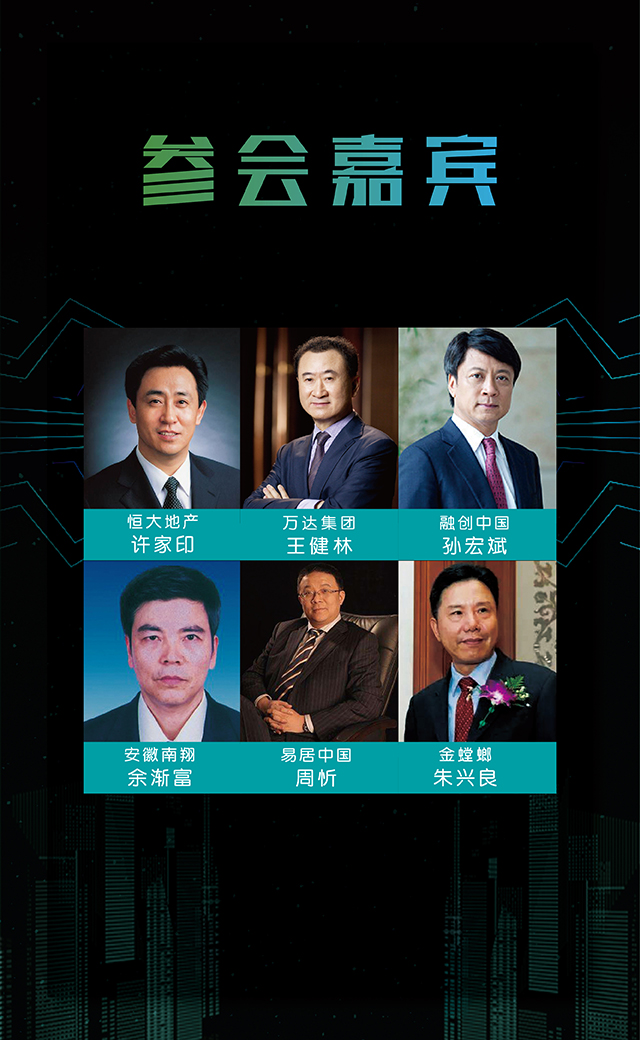 参会嘉宾
恒大地产
许家印
万达集团
王健林
融创中国
孙宏斌
安徽南翔
余渐富
易居中国
周忻
金螳螂
朱兴良